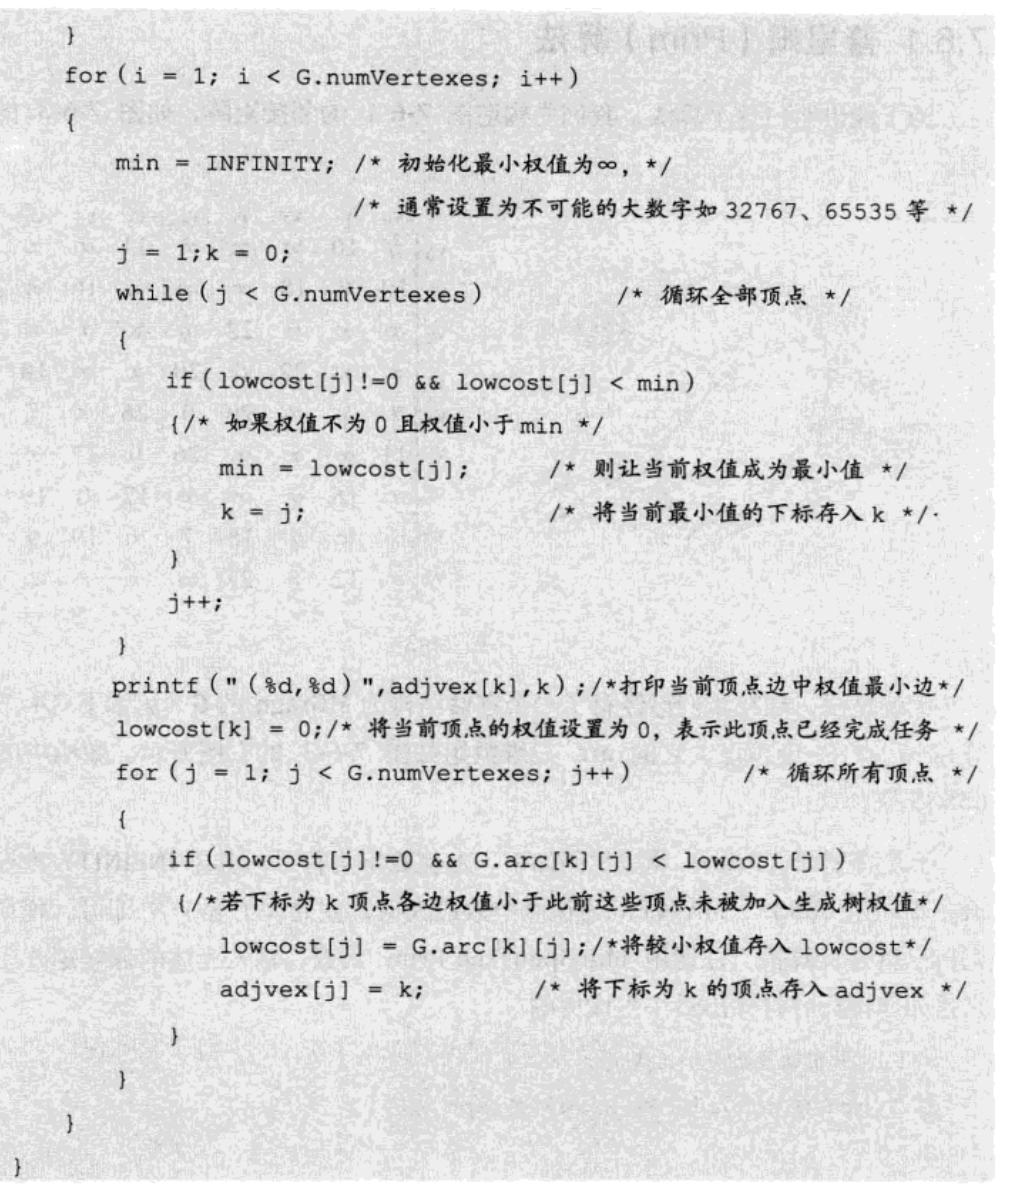 }
for(i = 1; i < G.numVertexes; i++)
{
min = INFINITY; /* 初始化最小权值为∞, */
/* 通常设置为不可能的大数字如 32767、65535 等 */
j = 1;k = 0;
while(j < G.numVertexes) /* 循环全部顶点 */
{
if(lowcost[j]!=0 && lowcost[j] < min)
{/* 如果权值不为 0 且权值小于 min */
min = lowcost[j]; /* 则让当前权值成为最小值 */
k = j; /* 将当前最小值的下标存入 k */
}
j++;
}
printf("(%d,%d)",adjvex[k],k);/*打印当前顶点边中权值最小边*/
lowcost[k] = 0;/* 将当前顶点的权值设置为 0, 表示此顶点已经完成任务 */
for(j = 1; j < G.numVertexes; j++) /* 循环所有顶点 */
{
if(lowcost[j]!=0 && G.arc[k][j] < lowcost[j])
{/*若下标为 k 顶点各边权值小于此前这些顶点未被加入生成树权值*/
lowcost[j] = G.arc[k][j];/*将较小权值存入 lowcost*/
adjvex[j] = k; /* 将下标为 k 的顶点存入 adjvex */
}
}
}
}